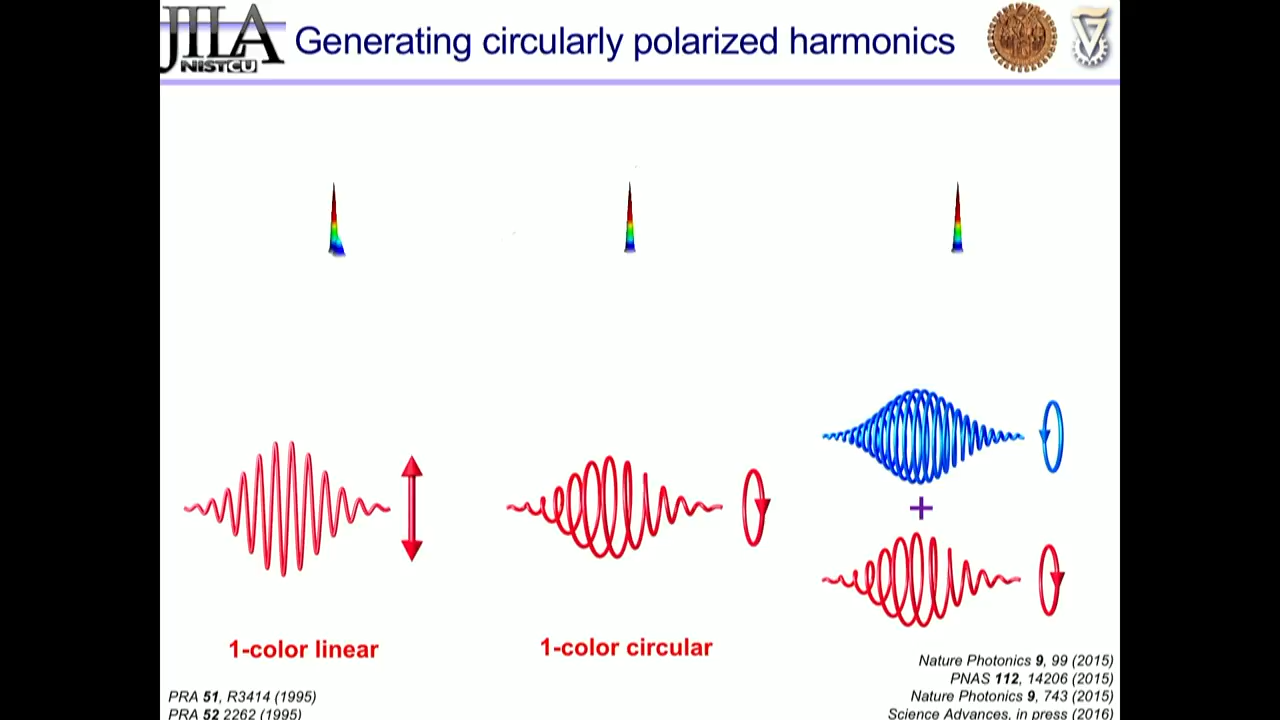 JILA
NIST CU
Generating circularly polarized harmonics
+
1-color linear
1-color circular
PRA 51, R3414 (1995)
PRA 52 2262 (1995)
Nature Photonics 9, 99 (2015)
PNAS 112, 14206 (2015)
Nature Photonics 9, 743 (2015)
Science Advances, in press (2016)